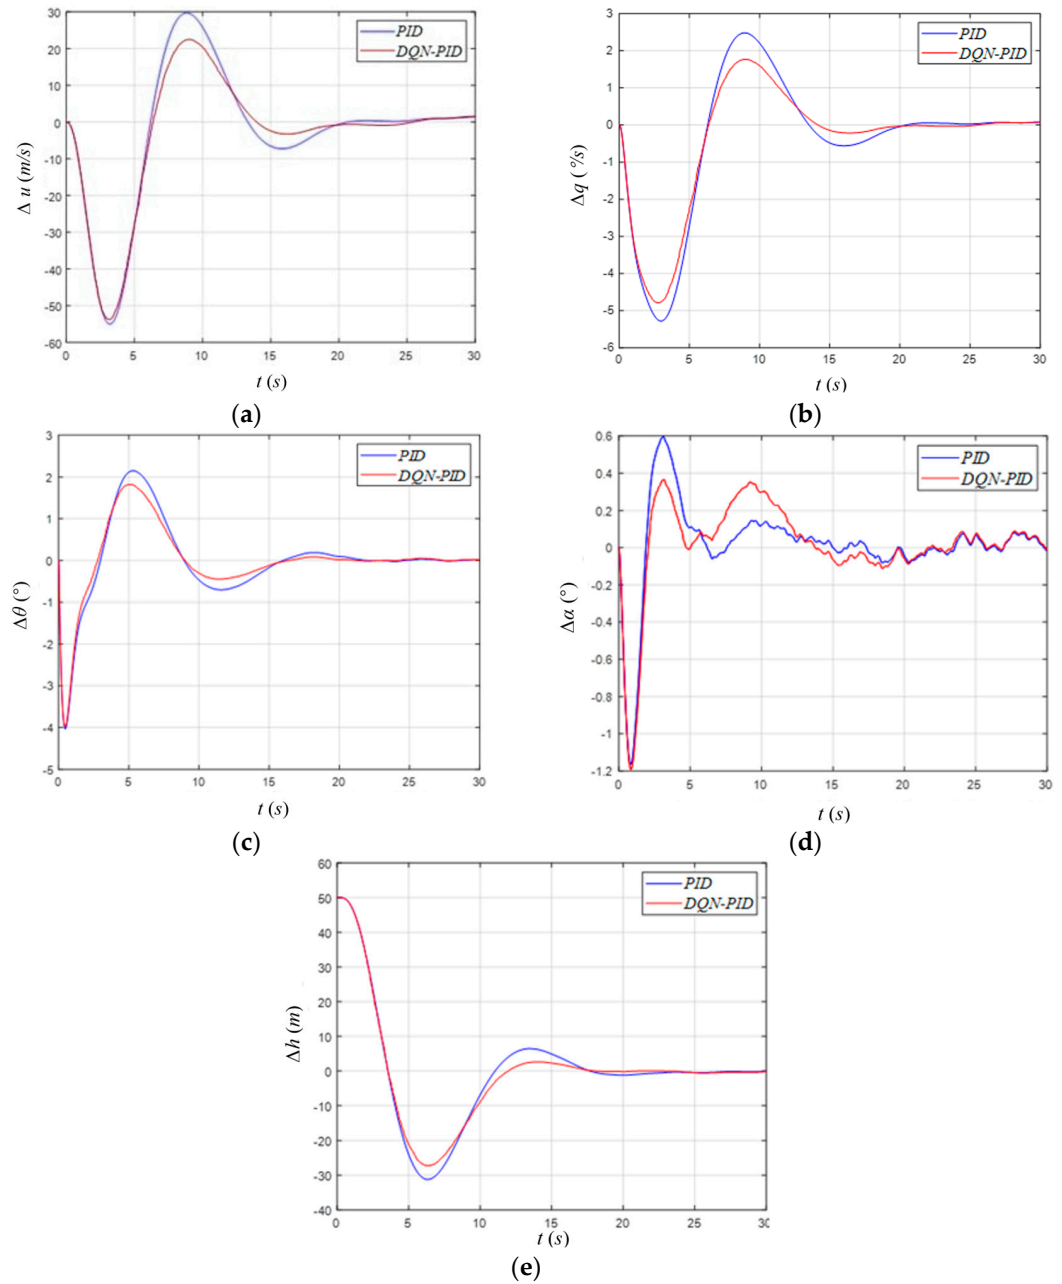 30
20
10
0
-10
-20
-30
-40
-50
-60
Δ u (m/s)
PID
DQN-PID
0 5 10 15 20 25 30
t (s)
(a)
3
2
1
0
-1
-2
-3
-4
-5
-6
Δq (°/s)
PID
DQN-PID
0 5 10 15 20 25 30
t (s)
(b)
3
2
1
0
-1
-2
-3
-4
-5
Δθ (°)
PID
DQN-PID
0 5 10 15 20 25 30
t (s)
(c)
0.6
0.4
0.2
0.0
-0.2
-0.4
-0.6
-0.8
-1
-1.2
Δα (°)
PID
DQN-PID
0 5 10 15 20 25 30
t (s)
(d)
60
50
40
30
20
10
0
-10
-20
-30
-40
Δh (m)
PID
DQN-PID
0 5 10 15 20 25 30
t (s)
(e)